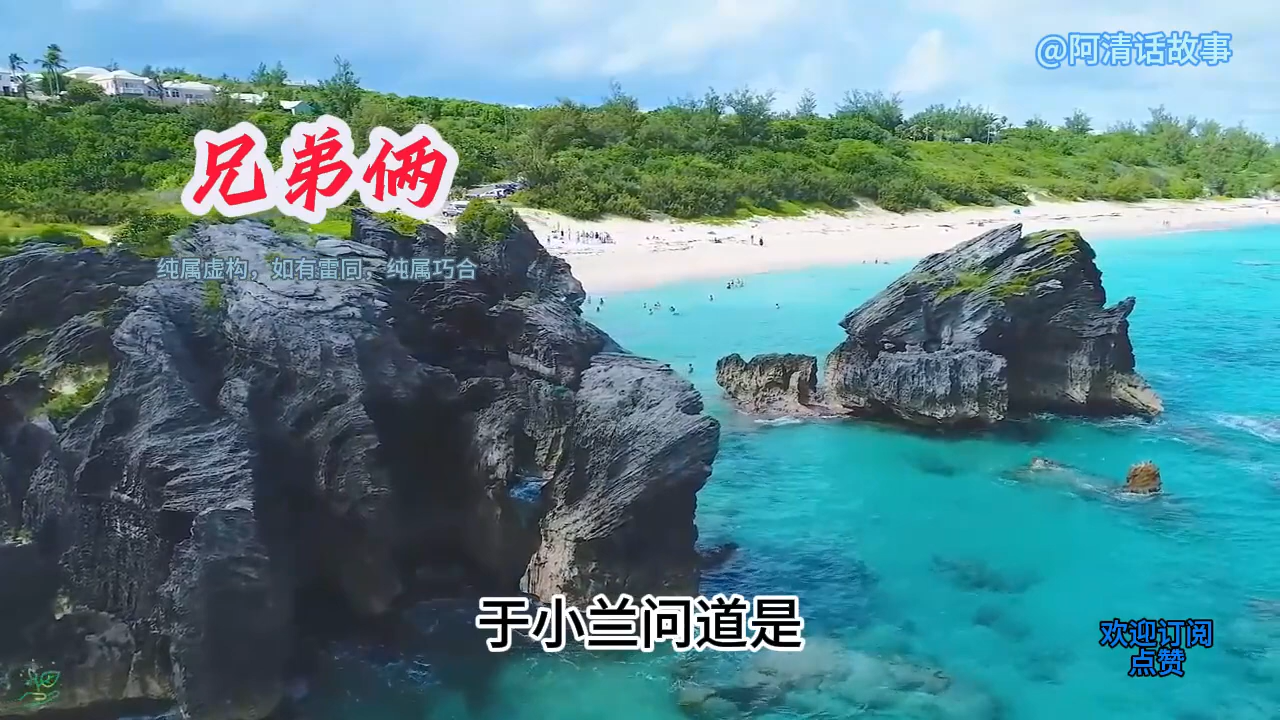 @阿清话故事
兄弟俩
纯属虚构，如有雷同，纯属巧合
于小兰问道是
欢迎订阅
点赞